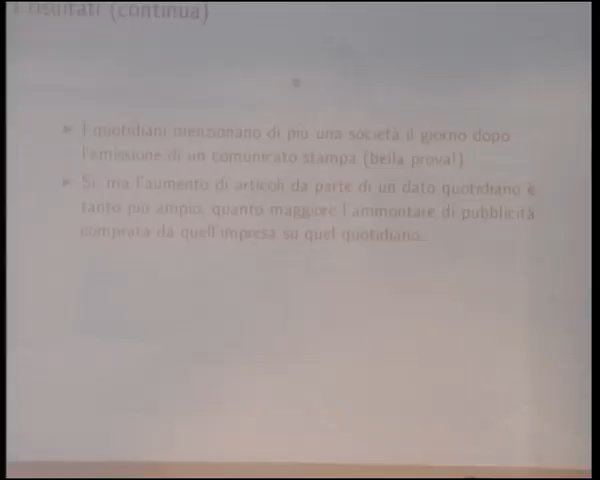 I risultati (continua)
I quotidiani menzionano di più una società il giorno dopo
l'emissione di un comunicato stampa (bella prova!)
Sì, ma l'aumento di articoli da parte di un dato quotidiano è
tanto più ampio, quanto maggiore l'ammontare di pubblicità
comprata da quell'impresa su quel quotidiano...